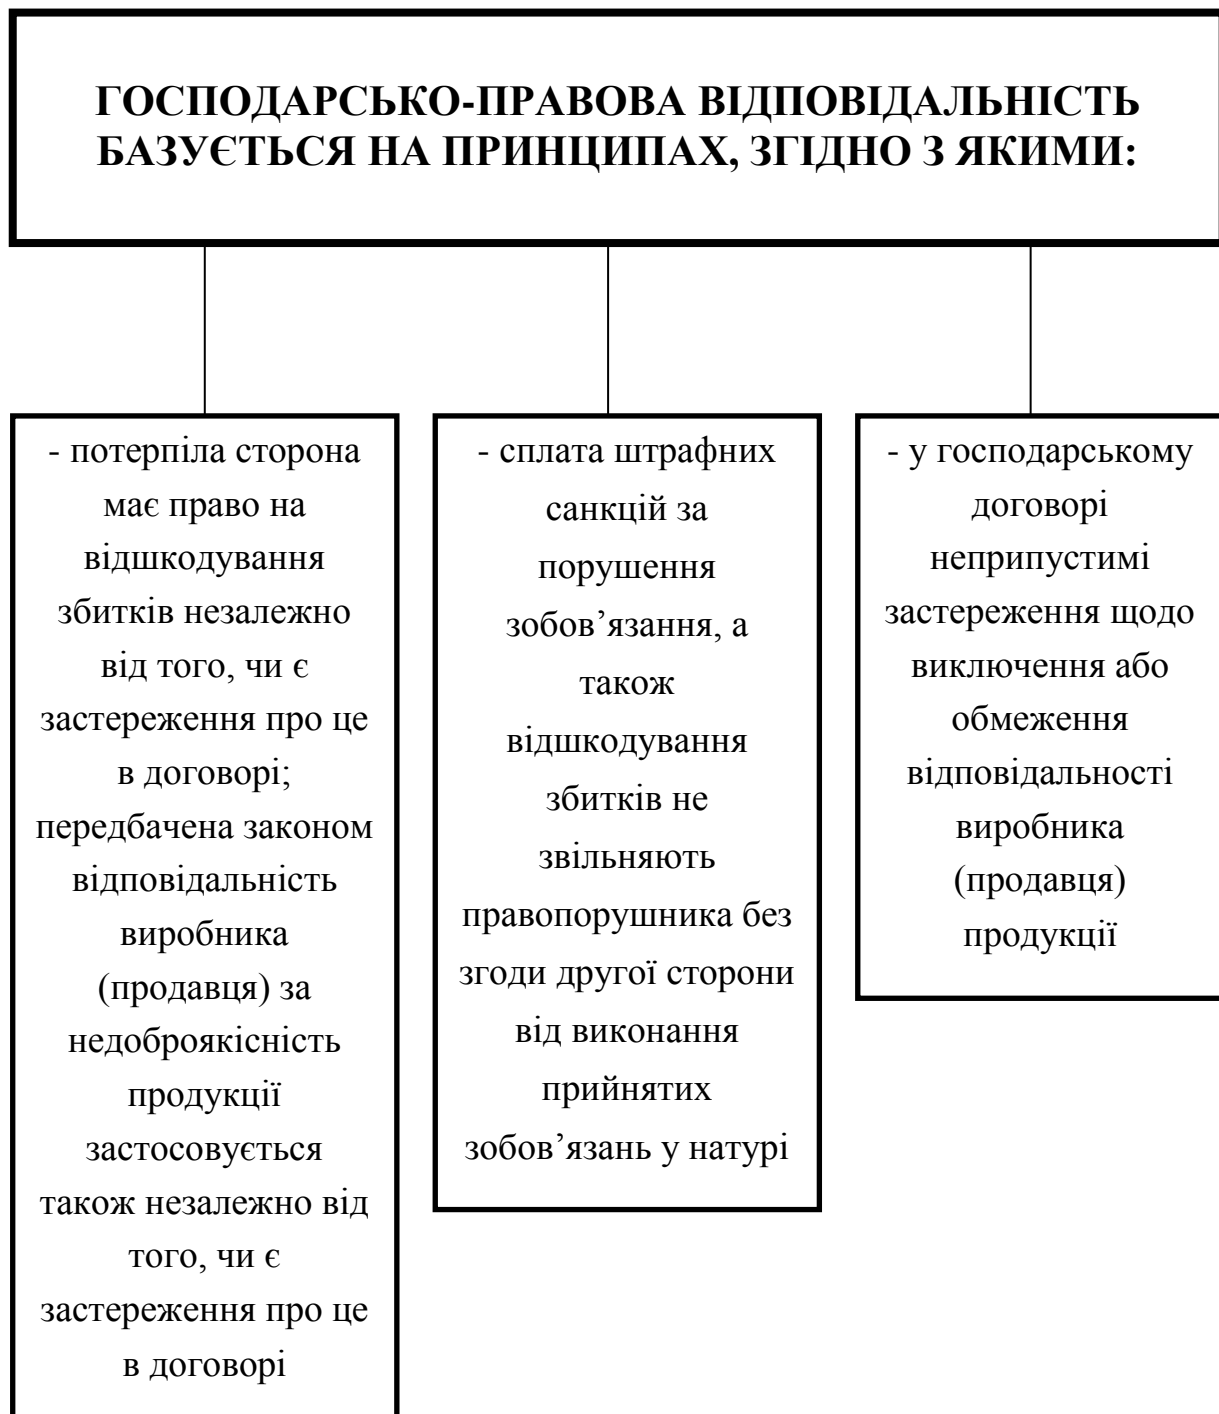 ГОСПОДАРСЬКО-ПРАВОВА ВІДПОВІДАЛЬНІСТЬ
БАЗУЄТЬСЯ НА ПРИНЦИПАХ, ЗГІДНО З ЯКИМИ:
- потерпіла сторона
має право на
відшкодування
збитків незалежно
від того, чи є
застереження про це
в договорі;
передбачена законом
відповідальність
виробника
(продавця) за
недоброякісність
продукції
застосовується
також незалежно від
того, чи є
застереження про це
в договорі
- сплата штрафних
санкцій за
порушення
зобов’язання, а
також
відшкодування
збитків не
звільняють
правопорушника без
згоди другої сторони
від виконання
прийнятих
зобов’язань у натурі
- у господарському
договорі
неприпустимі
застереження щодо
виключення або
обмеження
відповідальності
виробника
(продавця)
продукції